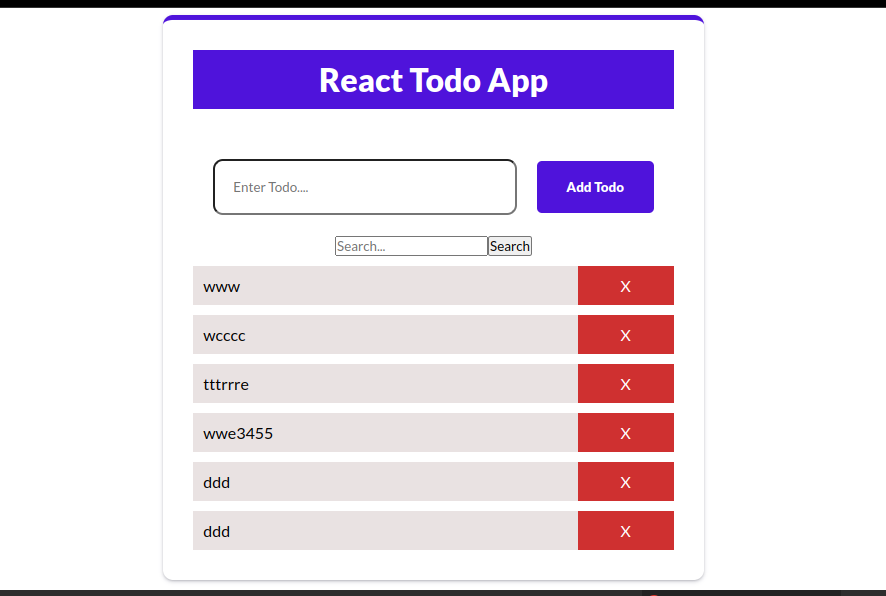 React Todo App
Enter Todo.... Add Todo
Search... Search
www X
wcccc X
tttrrre X
wwe3455 X
ddd X
ddd X